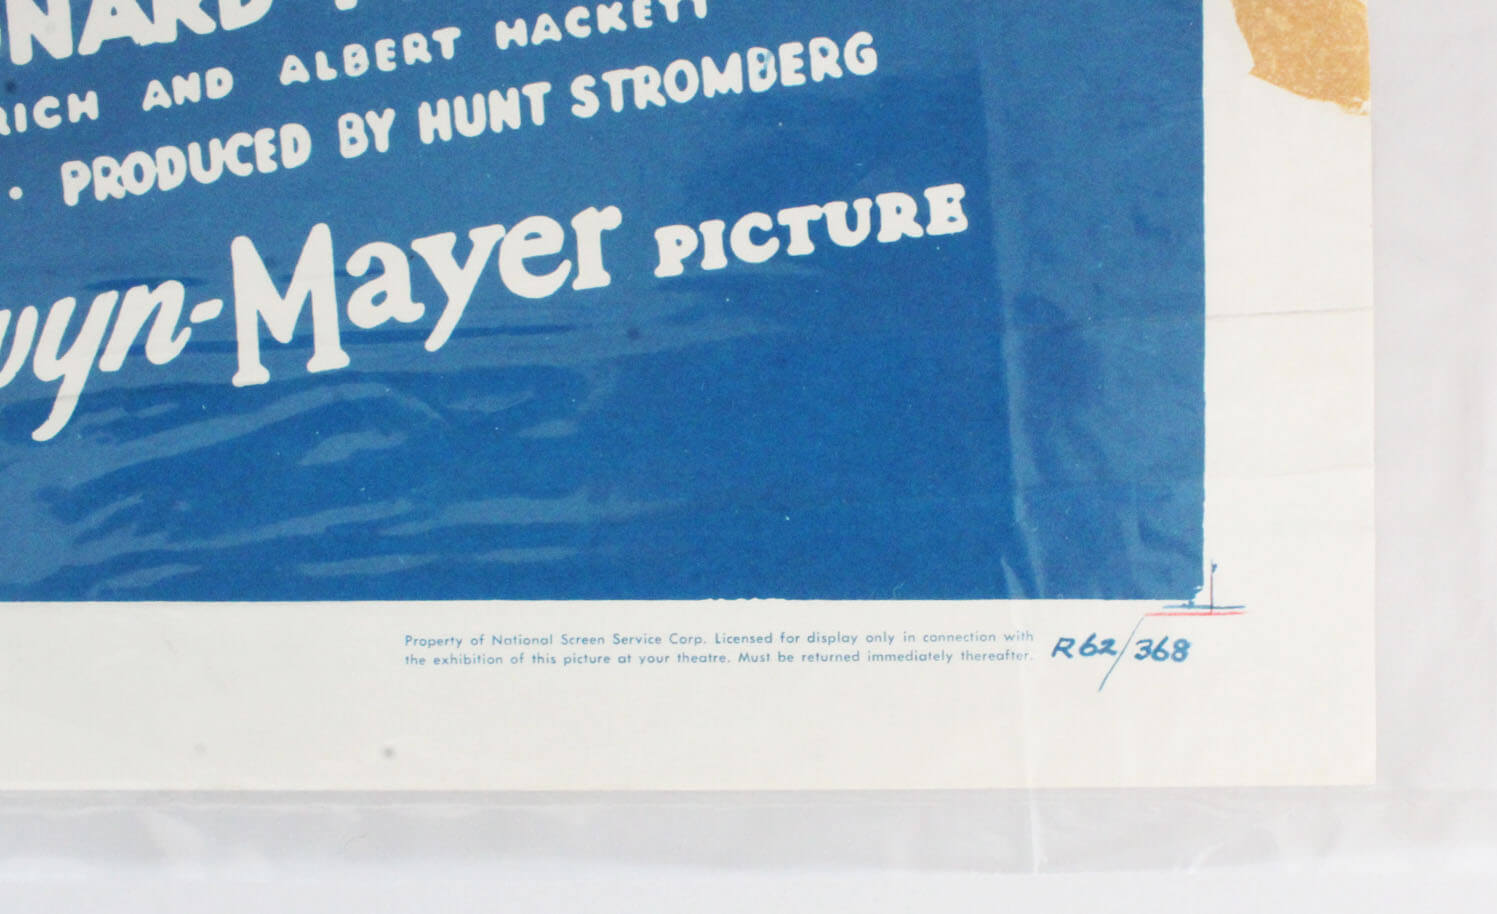 AND ALBERT HACKETT
• PRODUCED BY HUNT STROMBERG
-Mayer PICTURE
Property of National Screen Service Corp. Licensed for display only in connection with
the exhibition of this picture at your theatre. Must be returned immediately thereafter.
R62/368